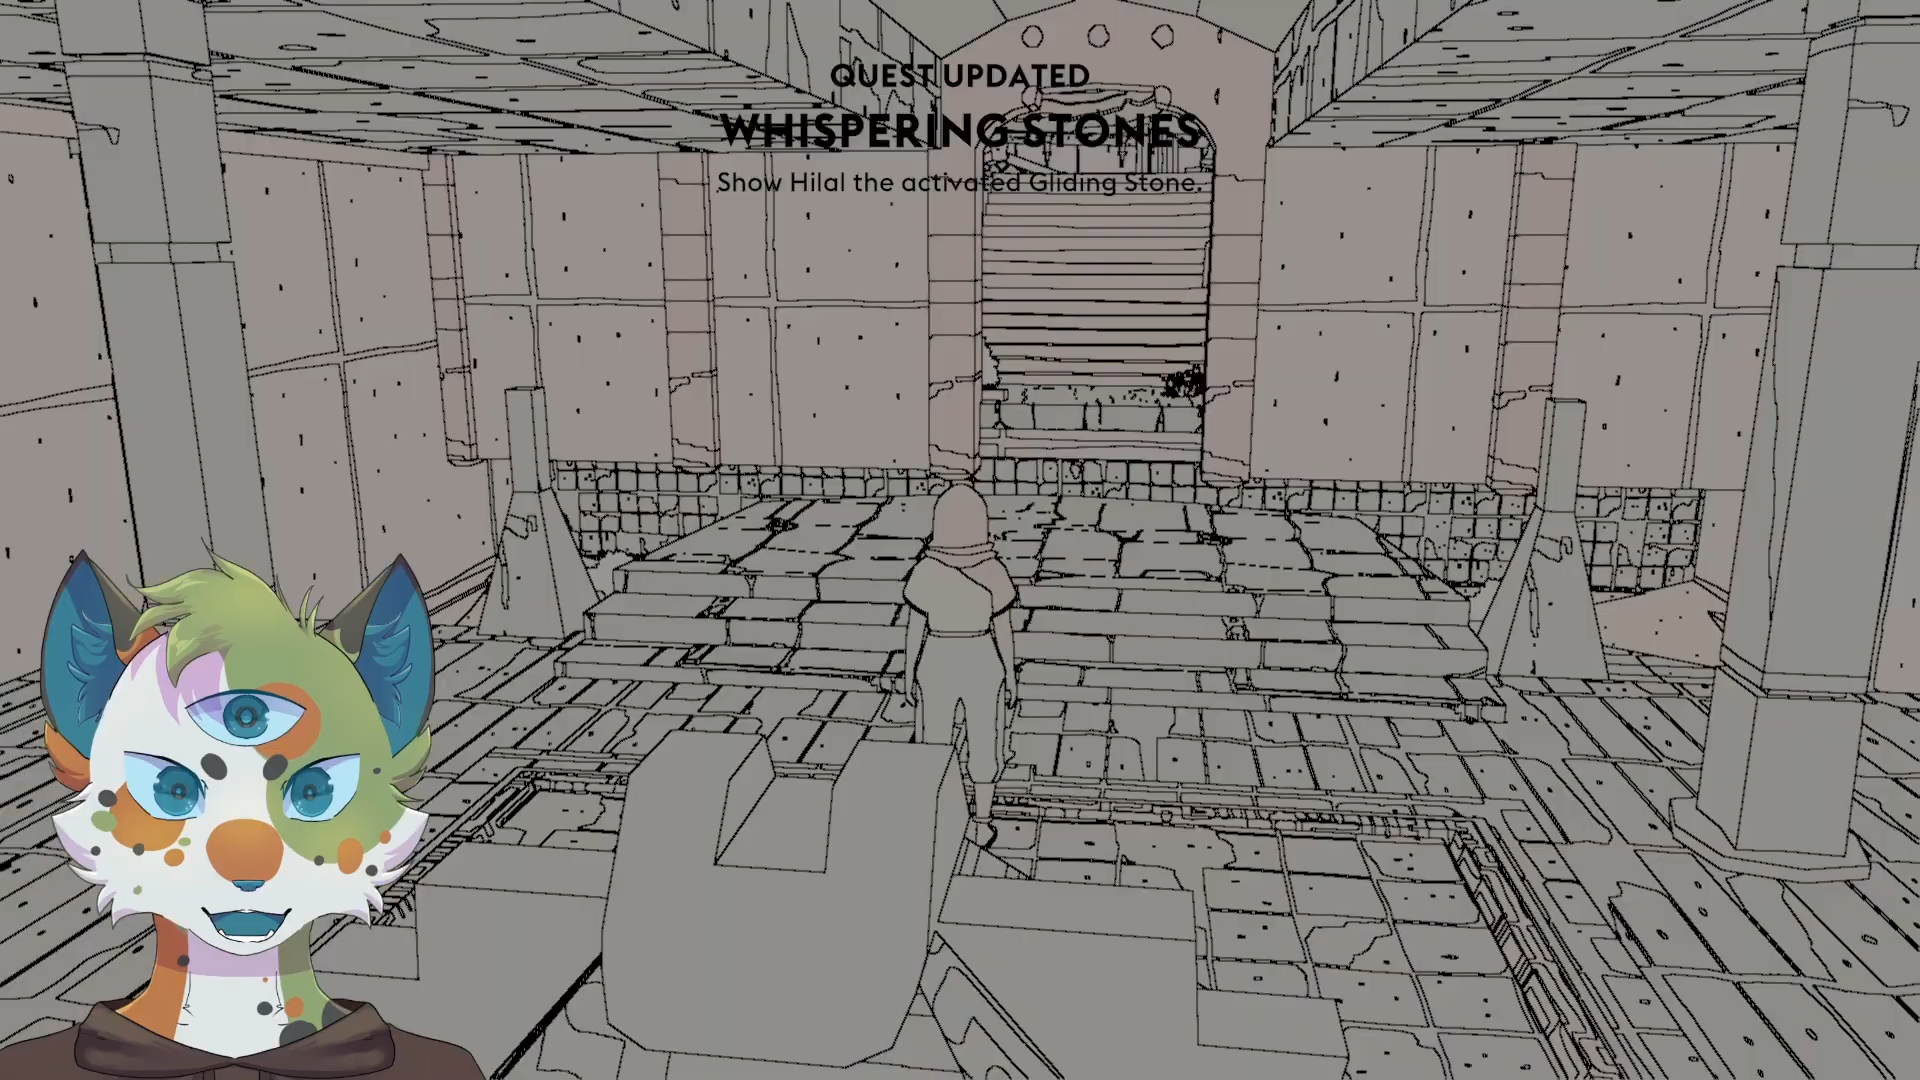 QUEST UPDATED
WHISPERING STONES
Show Hilal the activated Gliding Stone.